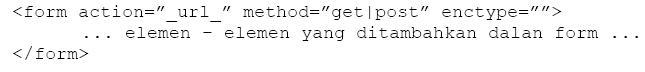 <form action=”_url_” method=”get|post” enctype=””>
... elemen – elemen yang ditambahkan dalan form ...
</form>